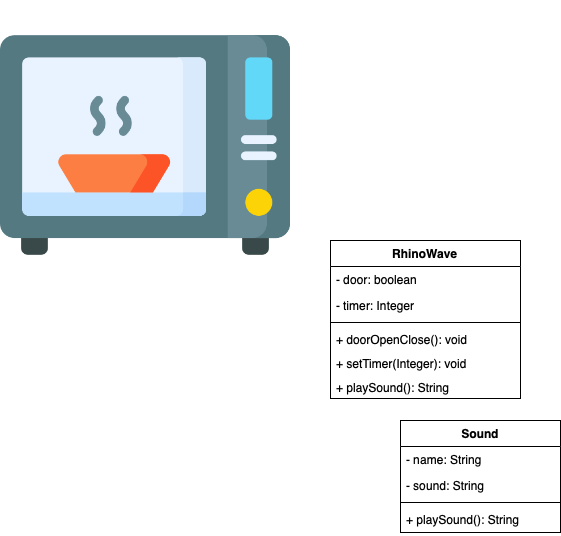 RhinoWave
- door: boolean
- timer: Integer
+ doorOpenClose(): void
+ setTimer(Integer): void
+ playSound(): String
Sound
- name: String
- sound: String
+ playSound(): String